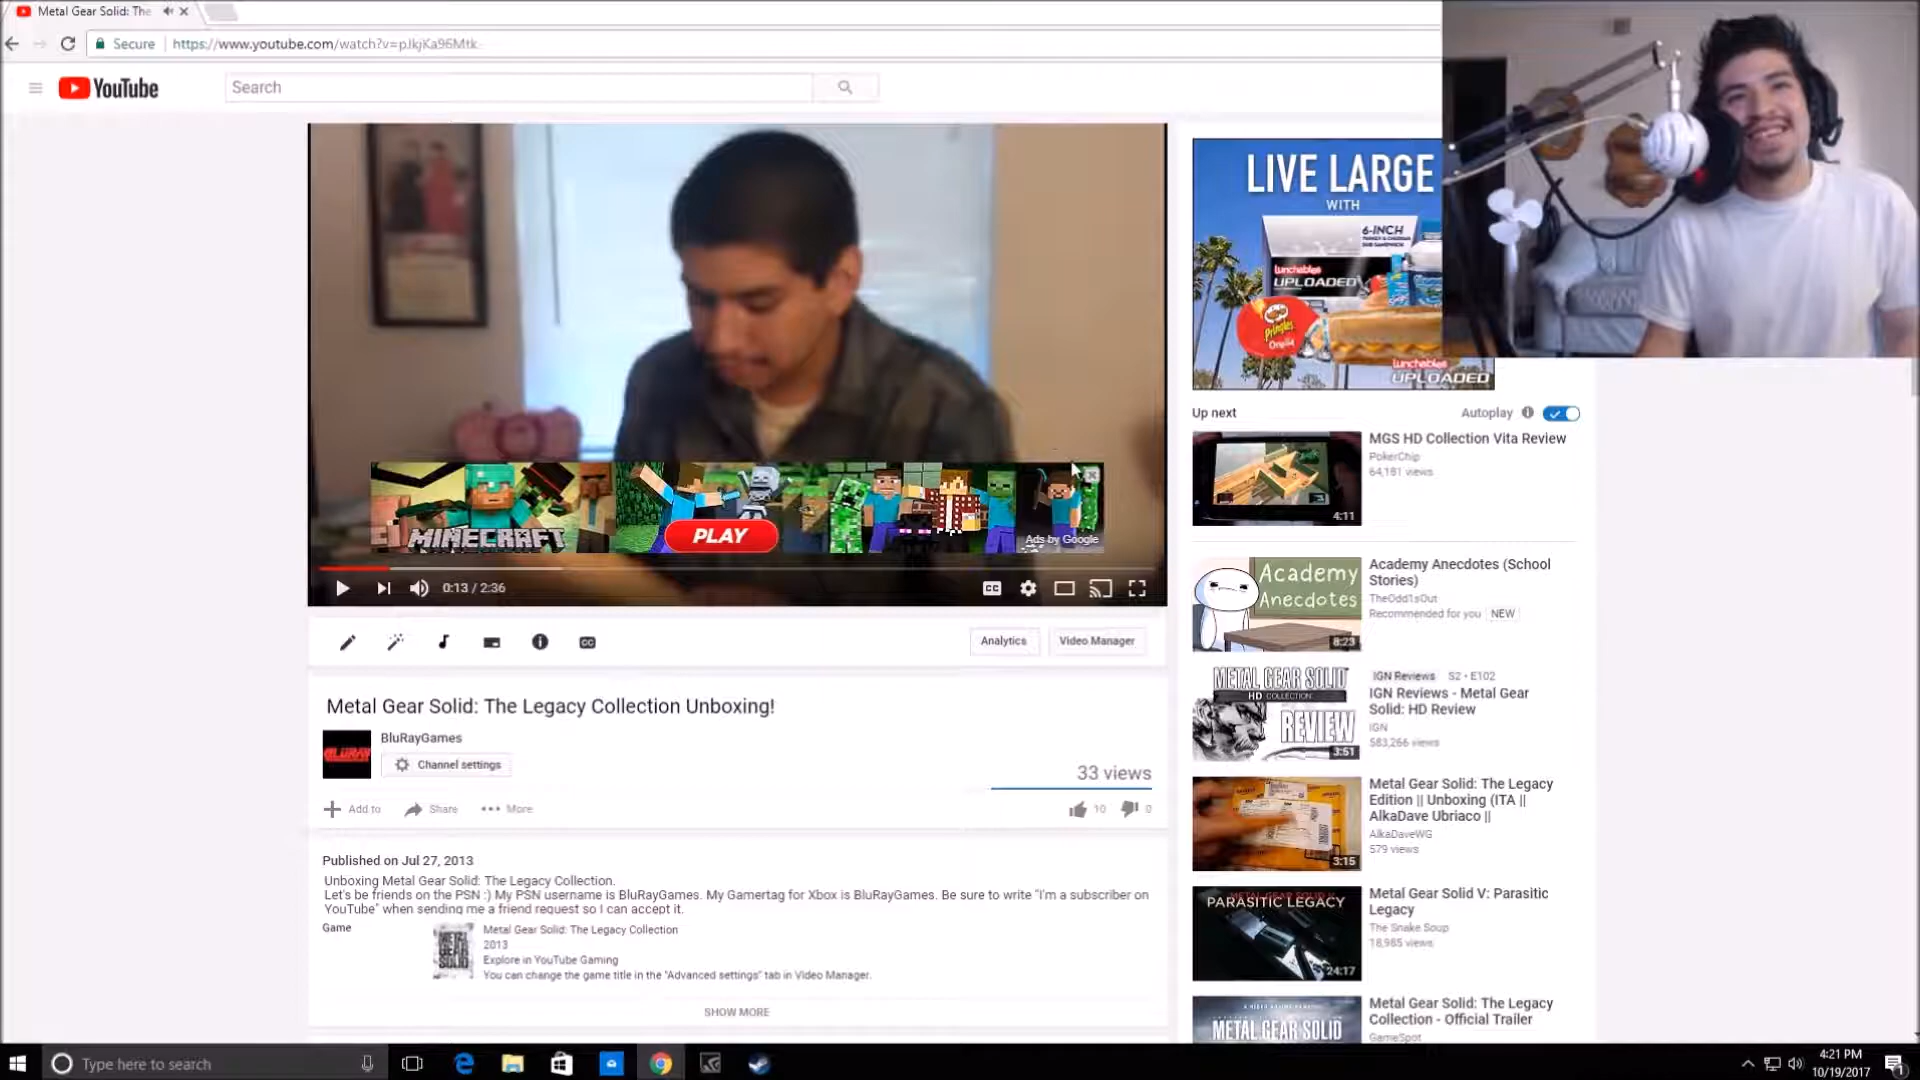 Metal Gear Solid: The
Secure
https://www.youtube.com/watch?v=pJkjKa96Mtk
YouTube
Search
LIVE LARGE
WITH
6-INCH
Lunchables
UPLOADED
Pringles
Lunchables
UPLOADED
MINECRAFT
PLAY
Ads by Google
0:13 / 2:36
CC
Analytics
Video Manager
Metal Gear Solid: The Legacy Collection Unboxing!
BLURAY
BluRayGames
Channel settings
33 views
Add to
Share
More
10
0
Published on Jul 27, 2013
Unboxing Metal Gear Solid: The Legacy Collection.
Let's be friends on the PSN :) My PSN username is BluRayGames. My Gamertag for Xbox is BluRayGames. Be sure to write "I'm a subscriber on
YouTube" when sending me a friend request so I can accept it.
Game
METAL
GEAR
SOLID
Metal Gear Solid: The Legacy Collection
2013
Explore in YouTube Gaming
You can change the game title in the "Advanced settings" tab in Video Manager.
SHOW MORE
Up next
Autoplay
MGS HD Collection Vita Review
PokerChip
64,181 views
4:11
Academy
Anecdotes
8:23
Academy Anecdotes (School
Stories)
TheOdd1sOut
Recommended for you
NEW
METAL GEAR SOLID
HD COLLECTION
REVIEW
3:51
IGN Reviews
S2 • E102
IGN Reviews - Metal Gear
Solid: HD Review
IGN
583,266 views
3:15
Metal Gear Solid: The Legacy
Edition || Unboxing (ITA ||
AlkaDave Ubriaco ||
AlkaDaveWG
579 views
METAL GEAR SOLID V
PARASITIC LEGACY
24:17
Metal Gear Solid V: Parasitic
Legacy
The Snake Soup
18,985 views
METAL GEAR SOLID
Metal Gear Solid: The Legacy
Collection - Official Trailer
GameSpot
Type here to search
4:21 PM
10/19/2017